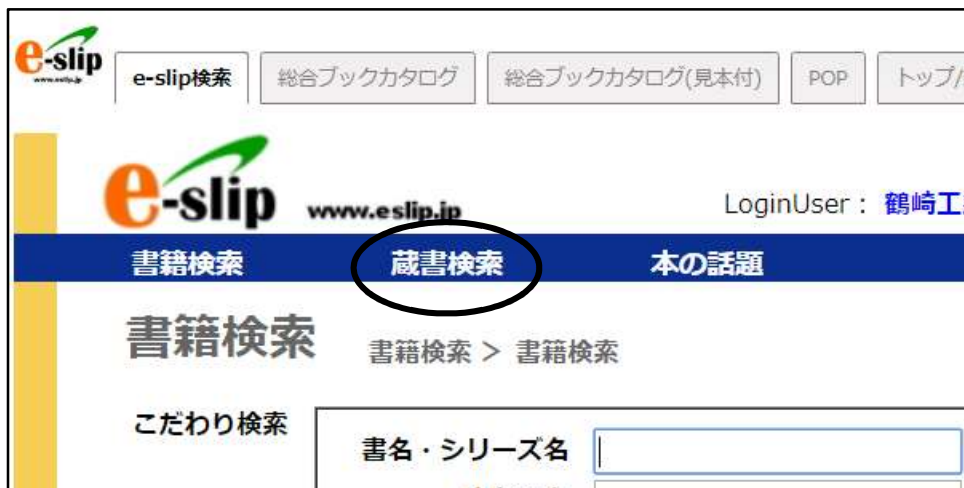 e-slip
www.eslip.jp
e-slip検索
総合ブックカタログ
総合ブックカタログ(見本付)
POP
トップ/
e-slip
www.eslip.jp
LoginUser： 鶴崎工
書籍検索
蔵書検索
本の話題
書籍検索
書籍検索 ＞ 書籍検索
こだわり検索
書名・シリーズ名